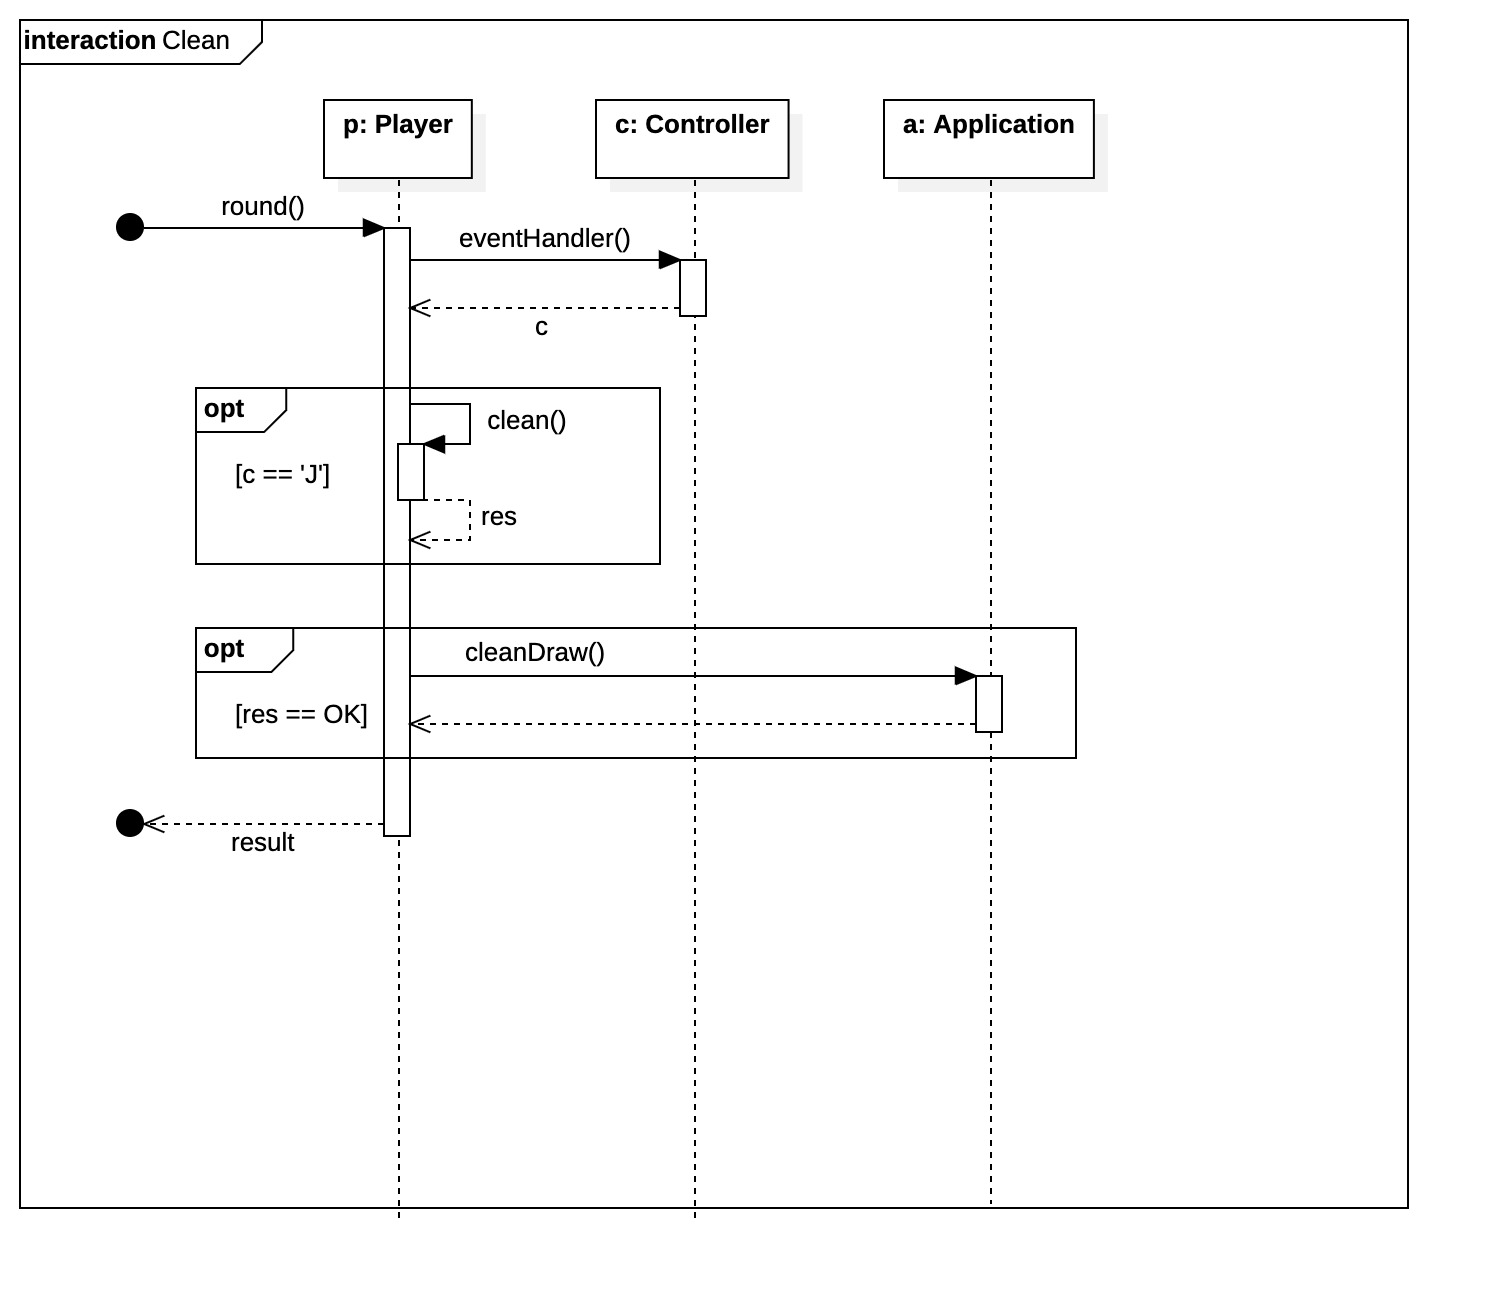 interaction Clean
p: Player
c: Controller
a: Application
round()
eventHandler()
c
opt
clean()
[c == 'J']
res
opt
cleanDraw()
[res == OK]
result